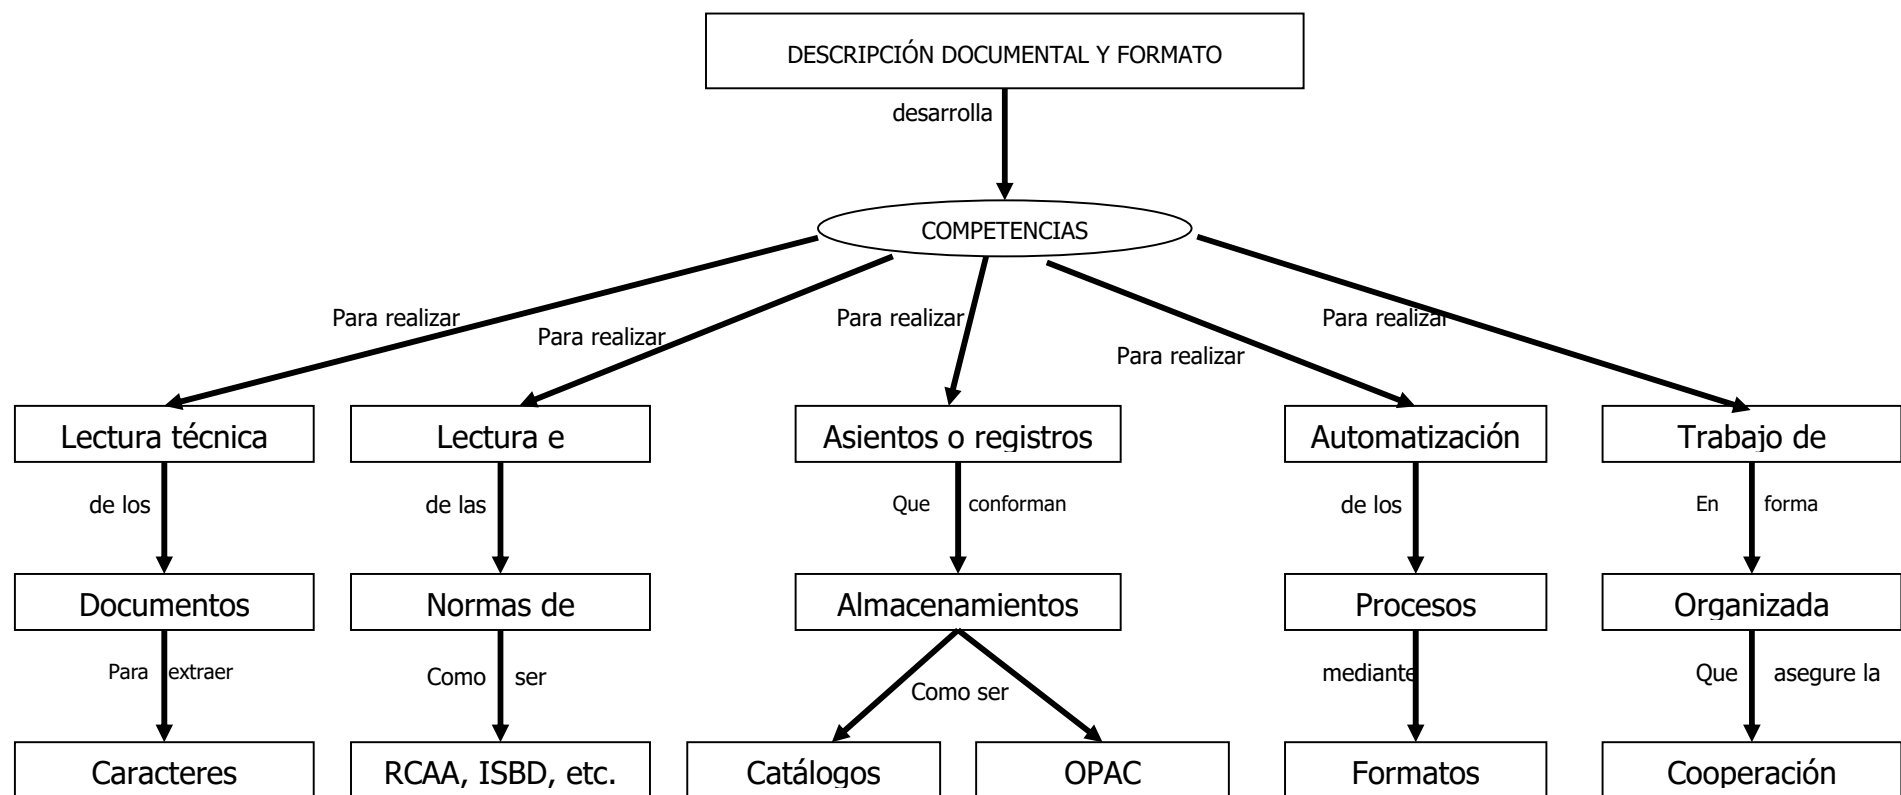 DESCRIPCIÓN DOCUMENTAL Y FORMATO
desarrolla
COMPETENCIAS
Para realizar
Para realizar
Para realizar
Para realizar
Para realizar
Lectura técnica
Lectura e
Asientos o registros
Automatización
Trabajo de
de los
de las
Que conforman
de los
En forma
Documentos
Normas de
Almacenamientos
Procesos
Organizada
Para extraer
Como ser
Como ser
mediante
Que asegure la
Caracteres
RCAA, ISBD, etc.
Catálogos
OPAC
Formatos
Cooperación